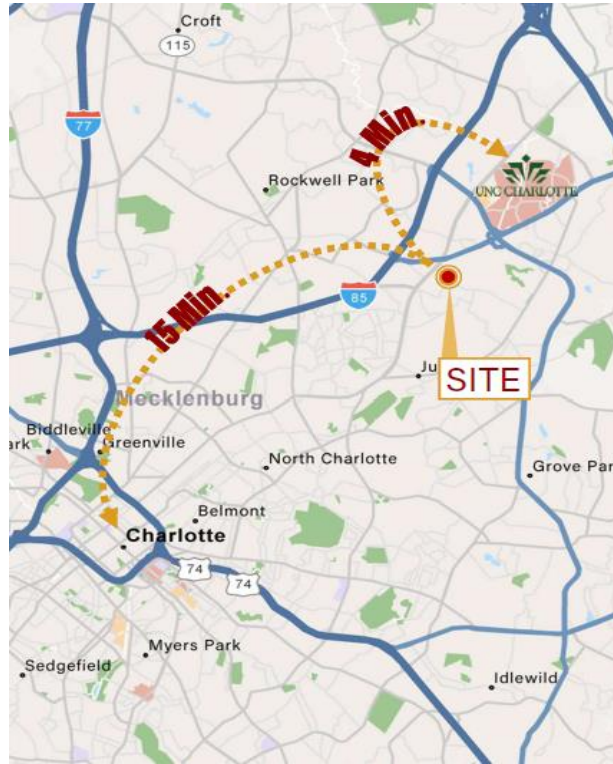 Croft
115
77
4 Min.
Rockwell Park
UNC CHARLOTTE
15 Min.
85
SITE
Mecklenburg
Biddleville
Greenville
North Charlotte
Grove Par
Belmont
Charlotte
74
74
Myers Park
Sedgefield
Idlewild